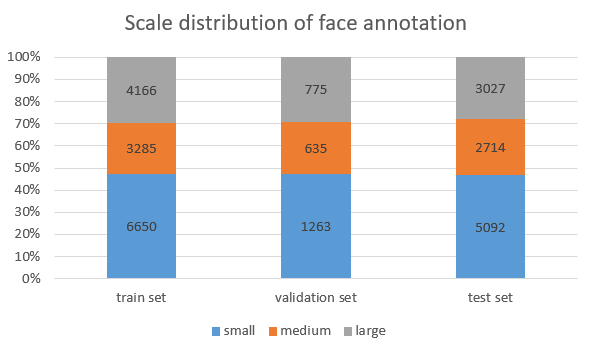 Scale distribution of face annotation
100%
90%
80%
70%
60%
50%
40%
30%
20%
10%
0%
4166 775 3027
3285 635 2714
6650 1263 5092
train set validation set test set
small medium large